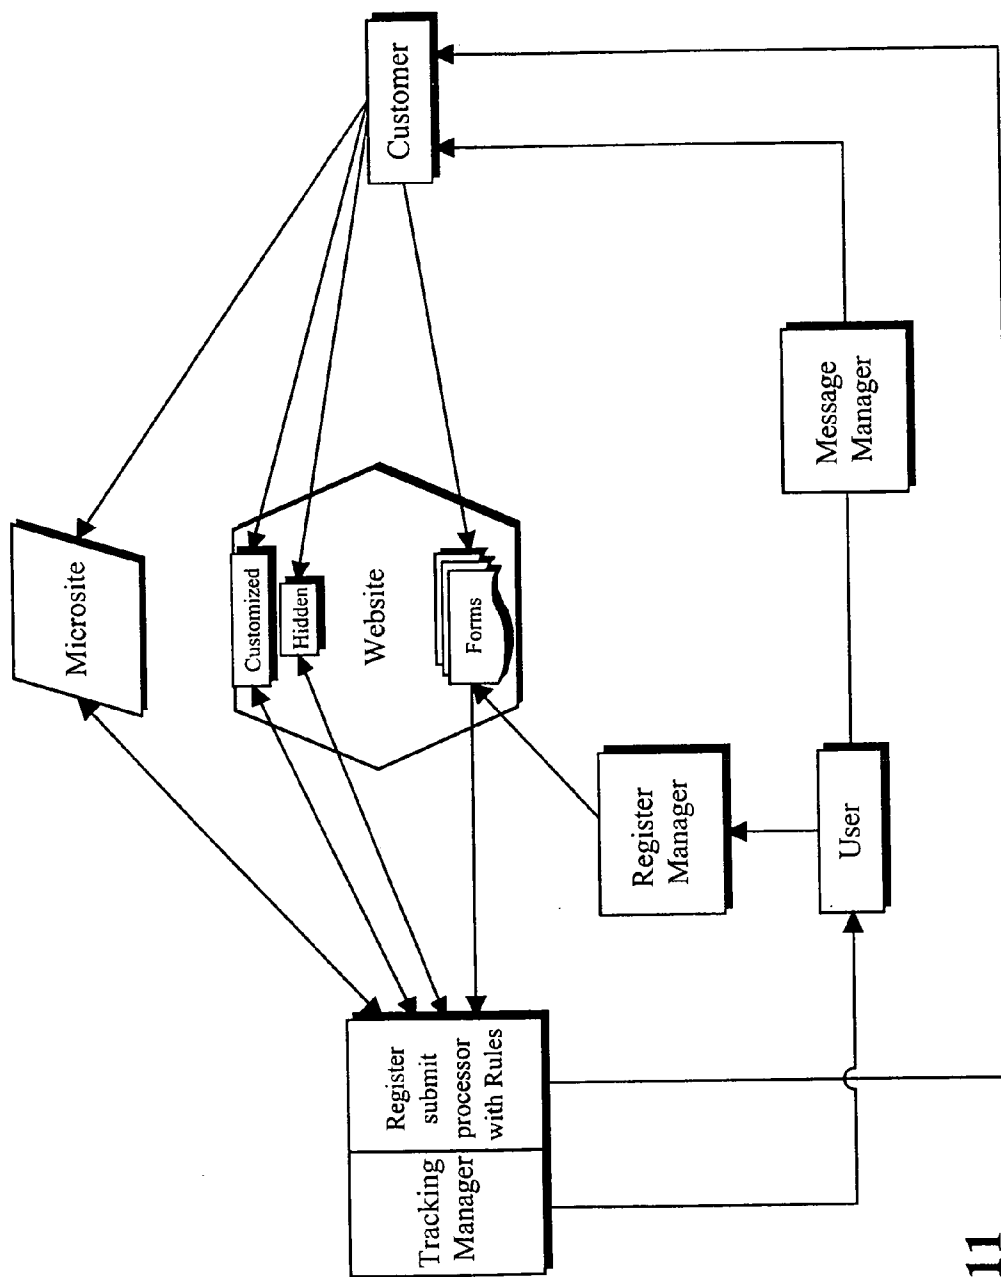 Microsite
Customized
Hidden
Website
Forms
Customer
Tracking
Manager
Register
submit
processor
with Rules
Register
Manager
User
Message
Manager
11